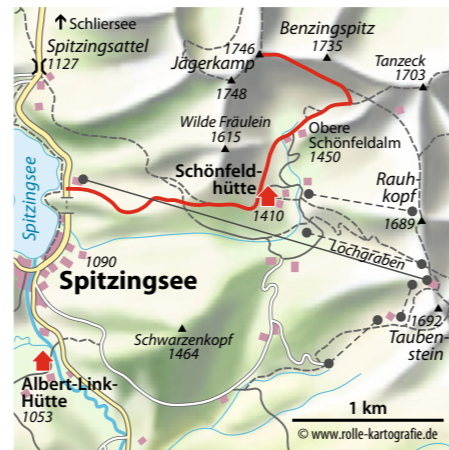 ↑ Schliersee
Spitzingsattel
1127
1746
Jägerkamp
1748
Benzingspitz
1735
Tanzeck
1703
Wilde Fräulein
1615
Obere
Schönfeldalm
1450
Schönfeld-
hütte
1410
Rauh-
kopf
1689
Spitzingsee
Lochgraben
1090
Spitzingsee
Schwarzenkopf
1464
1692
Tauben-
stein
Albert-Link-
Hütte
1053
1 km
© www.rolle-kartografie.de